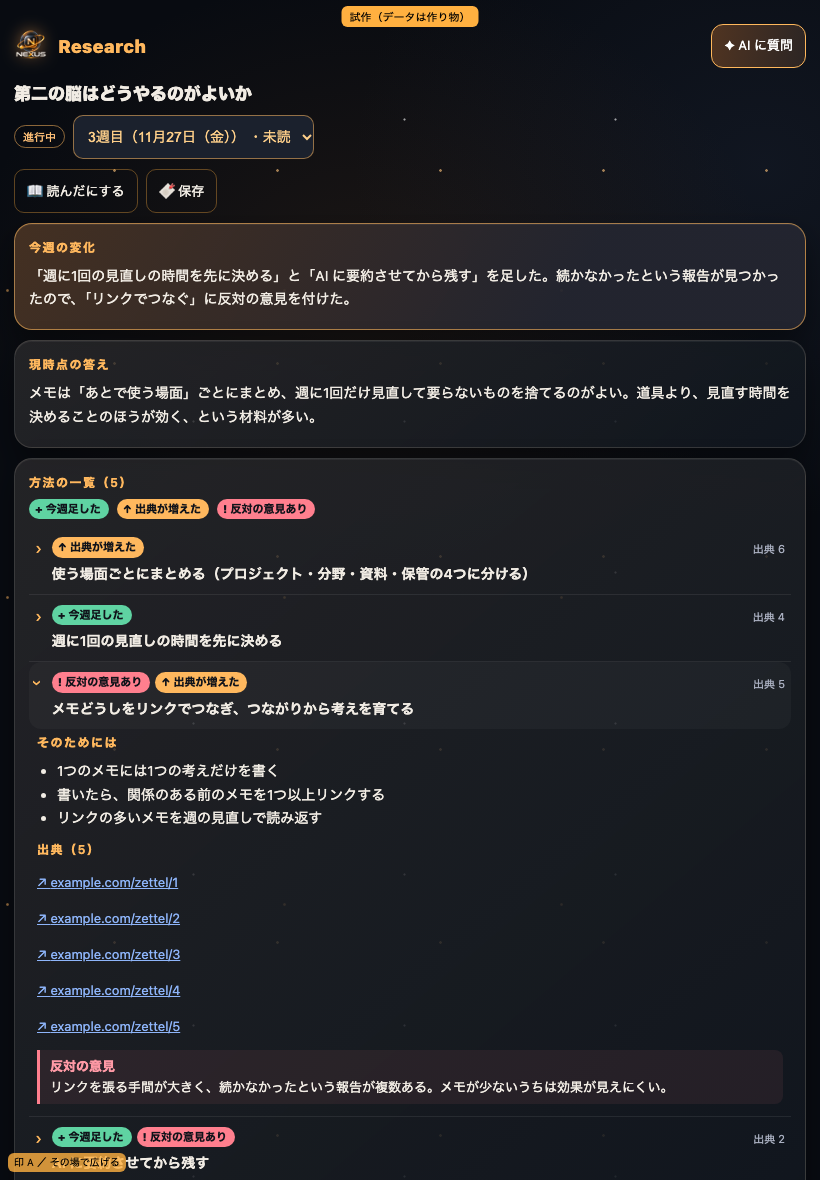 試作（データは作り物）
NEXUS
Research
✦ AI に質問
第二の脳はどうやるのがよいか
進行中
3週目（11月27日（金））・未読
📖 読んだにする
🔖 保存
今週の変化
「週に1回の見直しの時間を先に決める」と「AI に要約させてから残す」を足した。続かなかったという報告が見つかっ
たので、「リンクでつなぐ」に反対の意見を付けた。
現時点の答え
メモは「あとで使う場面」ごとにまとめ、週に1回だけ見直して要らないものを捨てるのがよい。道具より、見直す時間を
決めることのほうが効く、という材料が多い。
方法の一覧（5）
+ 今週足した ↑ 出典が増えた ! 反対の意見あり
↑ 出典が増えた
出典 6
使う場面ごとにまとめる（プロジェクト・分野・資料・保管の4つに分ける）
+ 今週足した
出典 4
週に1回の見直しの時間を先に決める
! 反対の意見あり ↑ 出典が増えた
出典 5
メモどうしをリンクでつなぎ、つながりから考えを育てる
そのためには
• 1つのメモには1つの考えだけを書く
• 書いたら、関係のある前のメモを1つ以上リンクする
• リンクの多いメモを週の見直しで読み返す
出典（5）
↗ example.com/zettel/1
↗ example.com/zettel/2
↗ example.com/zettel/3
↗ example.com/zettel/4
↗ example.com/zettel/5
反対の意見
リンクを張る手間が大きく、続かなかったという報告が複数ある。メモが少ないうちは効果が見えにくい。
+ 今週足した ! 反対の意見あり
出典 2
せてから残す
印 A ／ その場で広げる